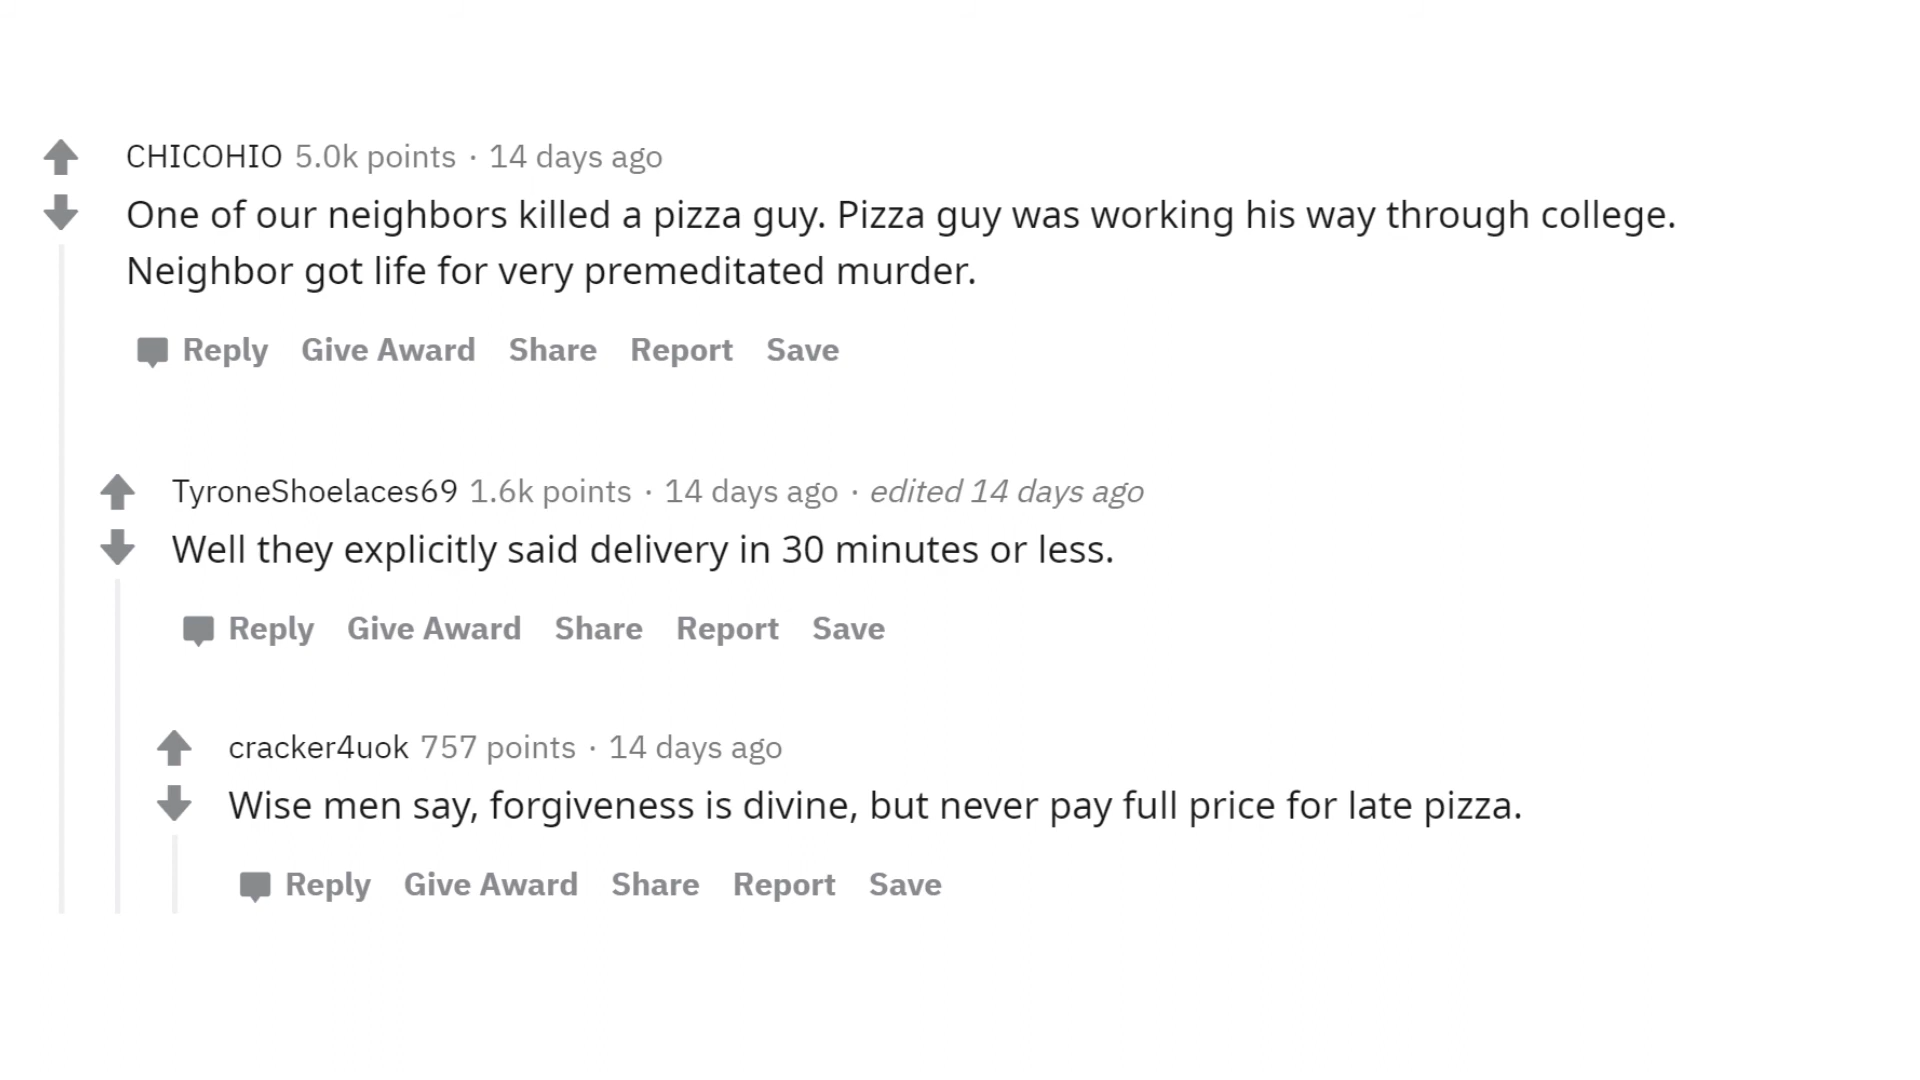 CHICOHIO 5.0k points · 14 days ago
One of our neighbors killed a pizza guy. Pizza guy was working his way through college.
Neighbor got life for very premeditated murder.
Reply Give Award Share Report Save
TyroneShoelaces69 1.6k points · 14 days ago · edited 14 days ago
Well they explicitly said delivery in 30 minutes or less.
Reply Give Award Share Report Save
cracker4uok 757 points · 14 days ago
Wise men say, forgiveness is divine, but never pay full price for late pizza.
Reply Give Award Share Report Save